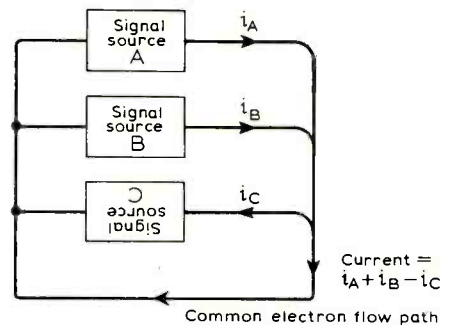 Signal
source
A
iA
Signal
source
B
iB
Signal
source
C
iC
Current =
iA+iB−iC
Common electron flow path